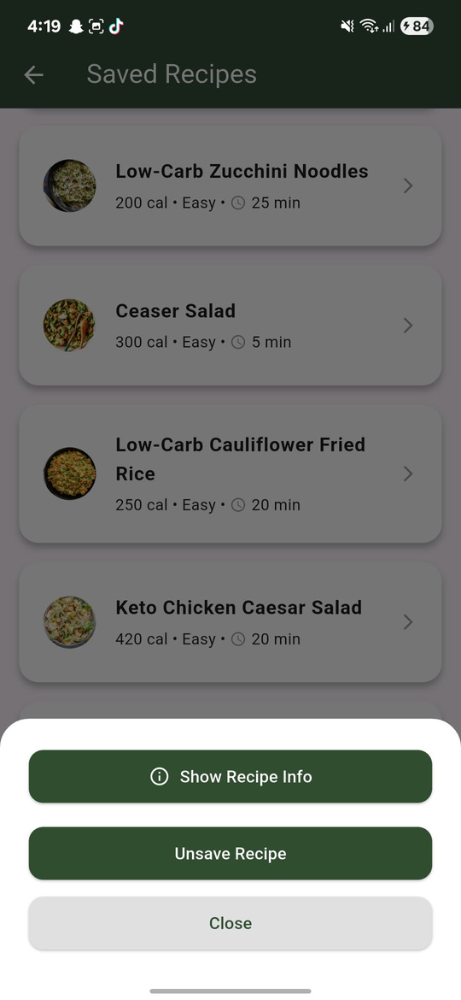 4:19
84
Saved Recipes
Low-Carb Zucchini Noodles
200 cal • Easy • 25 min
Ceaser Salad
300 cal • Easy • 5 min
Low-Carb Cauliflower Fried
Rice
250 cal • Easy • 20 min
Keto Chicken Caesar Salad
420 cal • Easy • 20 min
Show Recipe Info
Unsave Recipe
Close